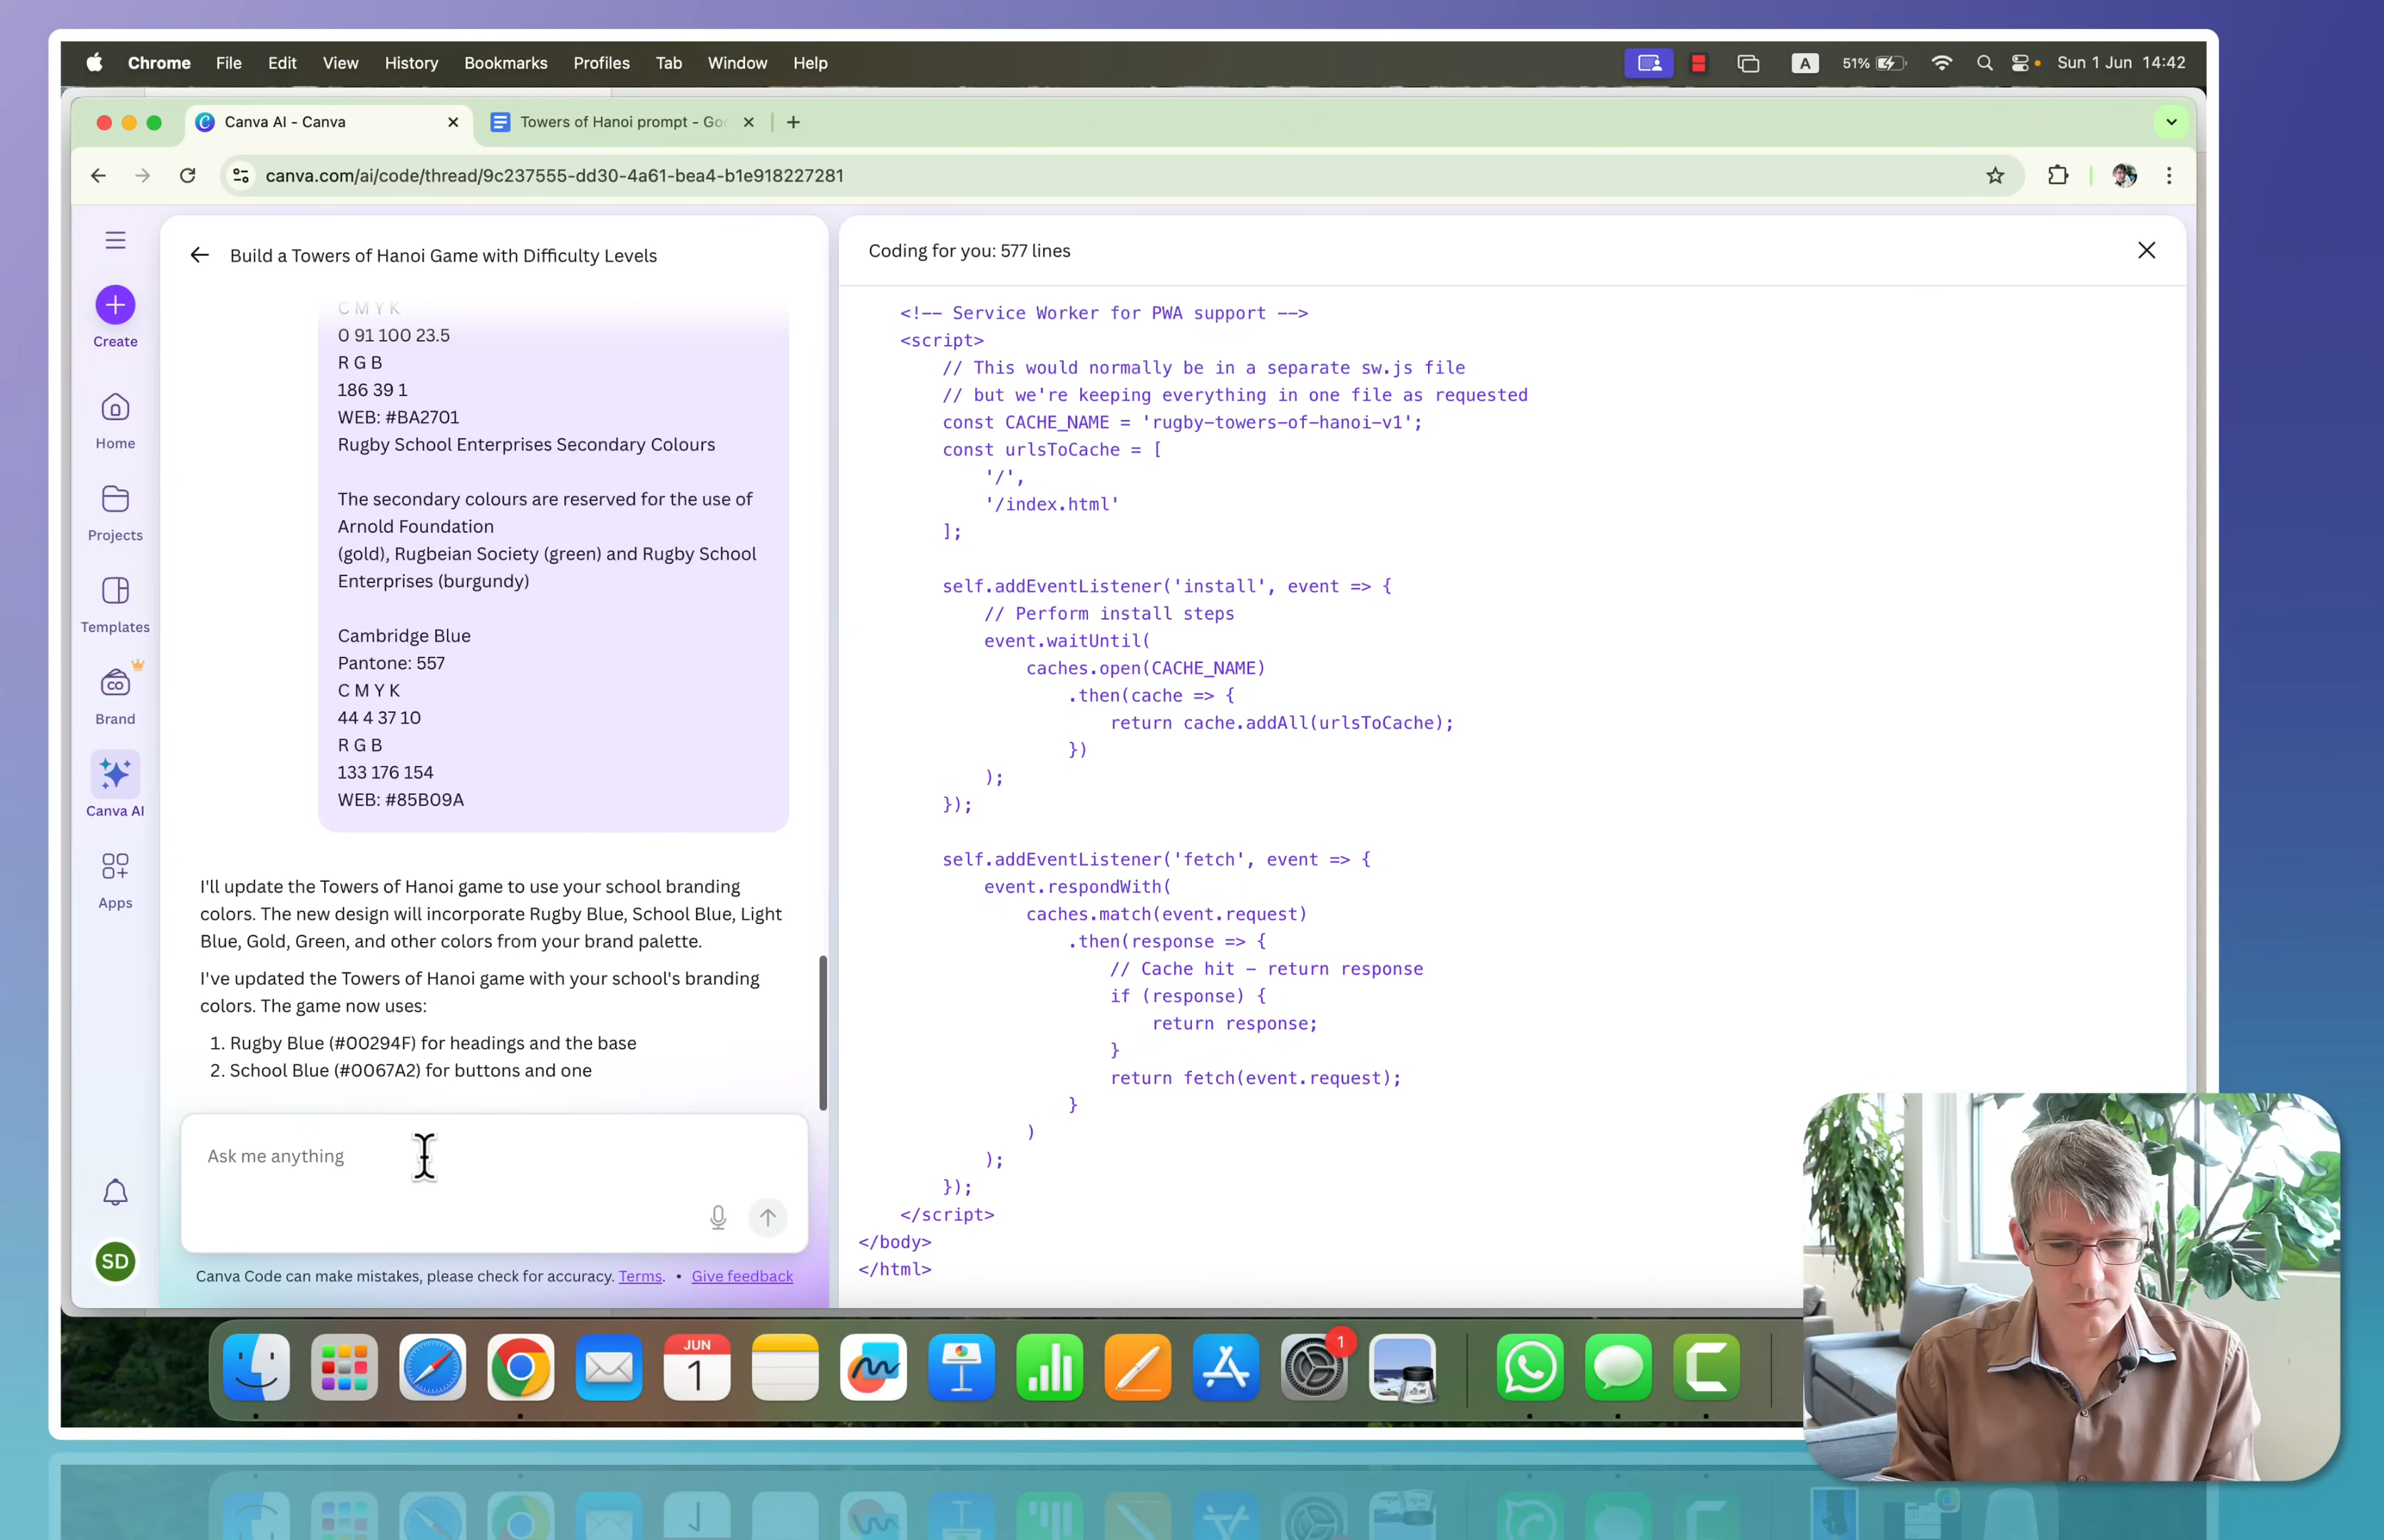 Chrome File Edit View History Bookmarks Profiles Tab Window Help
A 51% Sun 1 Jun 14:42
Canva AI - Canva
Towers of Hanoi prompt - Go
canva.com/ai/code/thread/9c237555-dd30-4a61-bea4-b1e918227281
Create
Home
Projects
Templates
CO
Brand
Canva AI
Apps
SD
Build a Towers of Hanoi Game with Difficulty Levels
C M Y K
0 91 100 23.5
R G B
186 39 1
WEB: #BA2701
Rugby School Enterprises Secondary Colours
The secondary colours are reserved for the use of
Arnold Foundation
(gold), Rugbeian Society (green) and Rugby School
Enterprises (burgundy)
Cambridge Blue
Pantone: 557
C M Y K
44 4 37 10
R G B
133 176 154
WEB: #85B09A
I'll update the Towers of Hanoi game to use your school branding
colors. The new design will incorporate Rugby Blue, School Blue, Light
Blue, Gold, Green, and other colors from your brand palette.
I've updated the Towers of Hanoi game with your school's branding
colors. The game now uses:
1. Rugby Blue (#00294F) for headings and the base
2. School Blue (#0067A2) for buttons and one
Ask me anything
Canva Code can make mistakes, please check for accuracy. Terms. • Give feedback
Coding for you: 577 lines
<!-- Service Worker for PWA support -->
<script>
// This would normally be in a separate sw.js file
// but we're keeping everything in one file as requested
const CACHE_NAME = 'rugby-towers-of-hanoi-v1';
const urlsToCache = [
'/',
'/index.html'
];
self.addEventListener('install', event => {
// Perform install steps
event.waitUntil(
caches.open(CACHE_NAME)
.then(cache => {
return cache.addAll(urlsToCache);
})
);
});
self.addEventListener('fetch', event => {
event.respondWith(
caches.match(event.request)
.then(response => {
// Cache hit - return response
if (response) {
return response;
}
return fetch(event.request);
}
)
);
});
</script>
</body>
</html>
JUN
1
1